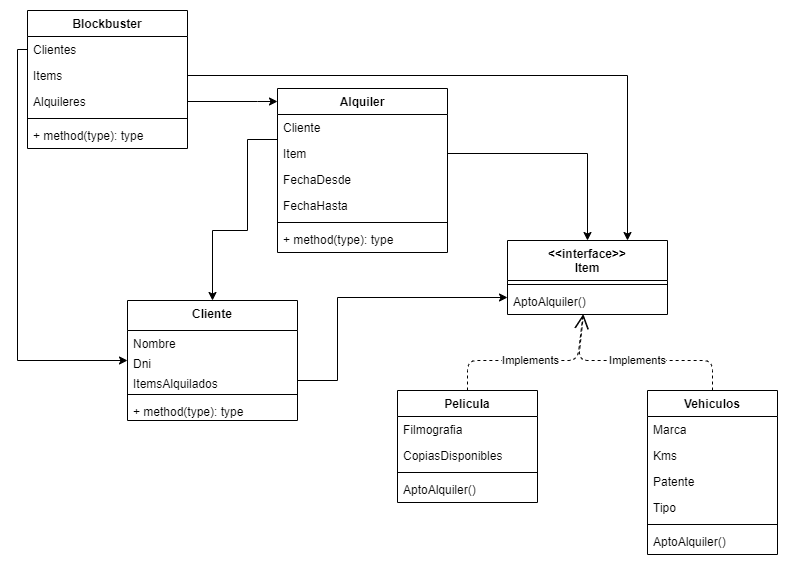 Blockbuster
Clientes
Items
Alquileres
+ method(type): type
Alquiler
Cliente
Item
FechaDesde
FechaHasta
+ method(type): type
<<interface>>
Item
AptoAlquiler()
Cliente
Nombre
Dni
ItemsAlquilados
+ method(type): type
Implements
Implements
Pelicula
Filmografia
CopiasDisponibles
AptoAlquiler()
Vehiculos
Marca
Kms
Patente
Tipo
AptoAlquiler()